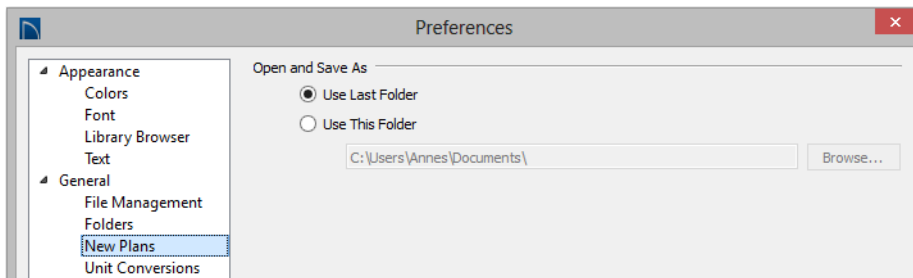 Preferences
Appearance
Colors
Font
Library Browser
Text
General
File Management
Folders
New Plans
Unit Conversions
Open and Save As
Use Last Folder
Use This Folder
C:\Users\Annes\Documents\
Browse...